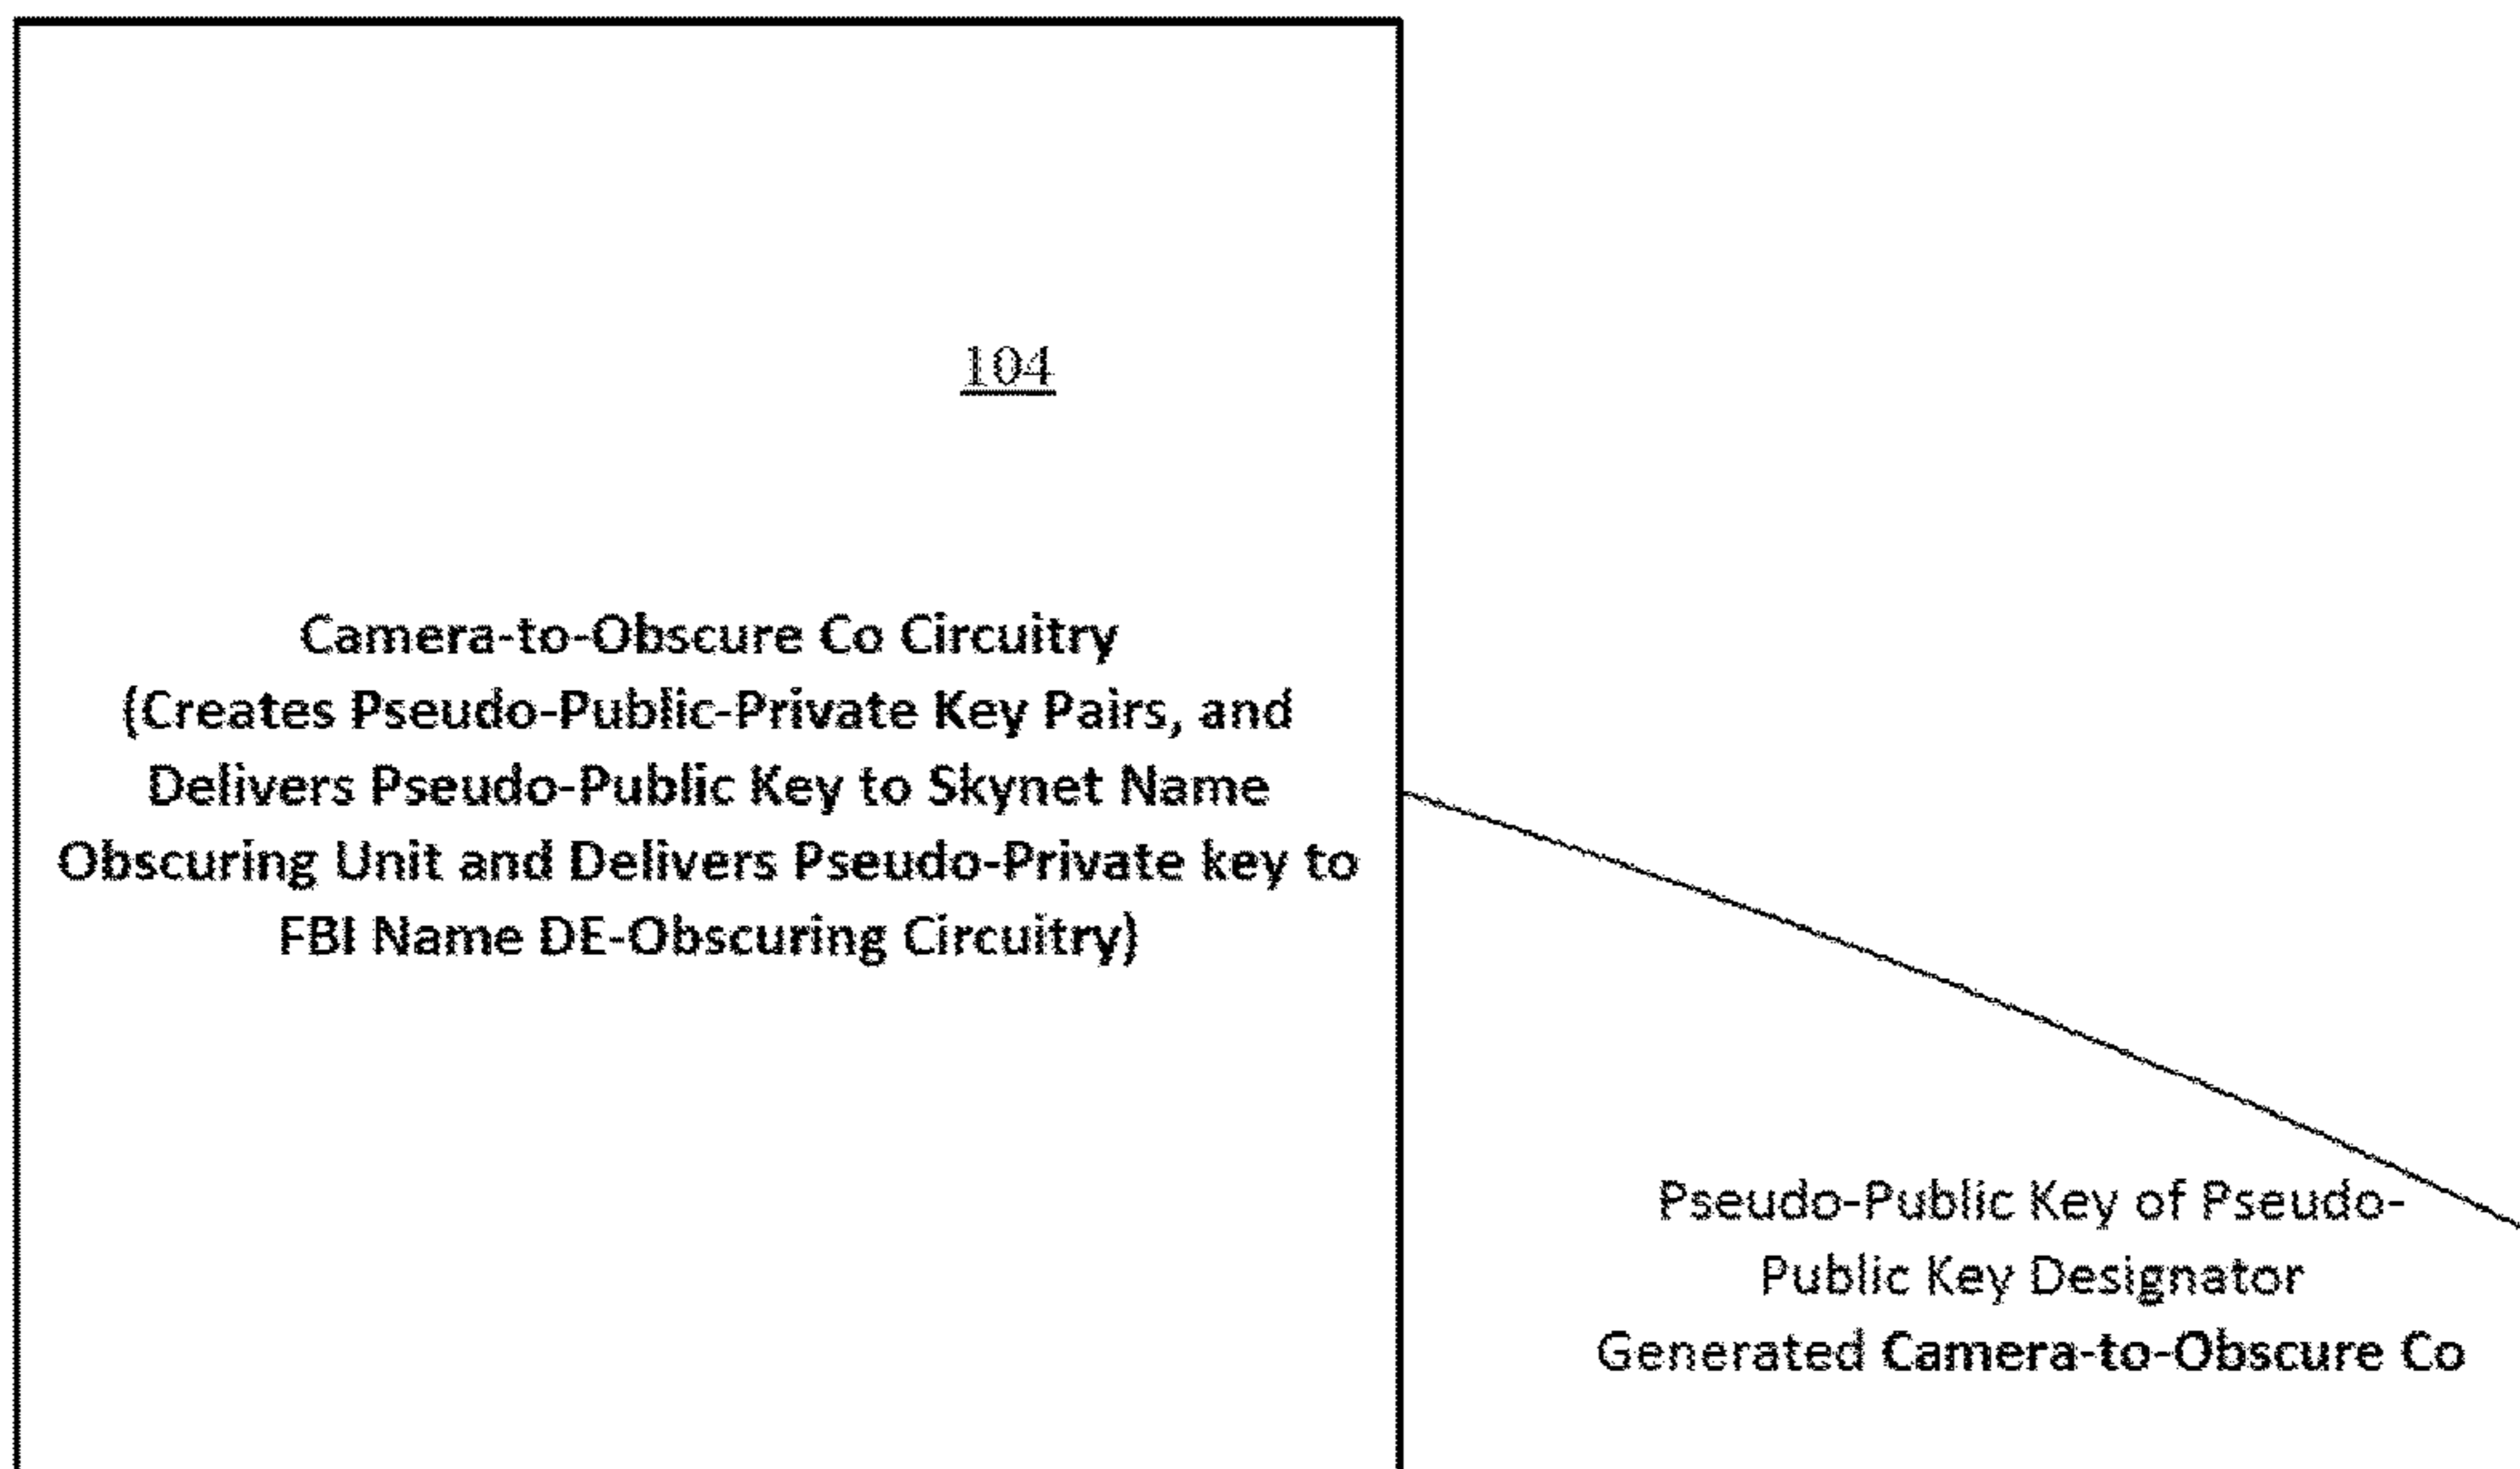 104
Camera-to-Obscure Co Circuitry
(Creates Pseudo-Public-Private Key Pairs, and
Delivers Pseudo-Public Key to Skynet Name
Obscuring Unit and Delivers Pseudo-Private key to
FBI Name DE-Obscuring Circuitry)
Pseudo-Public Key of Pseudo-
Public Key Designator
Generated Camera-to-Obscure Co